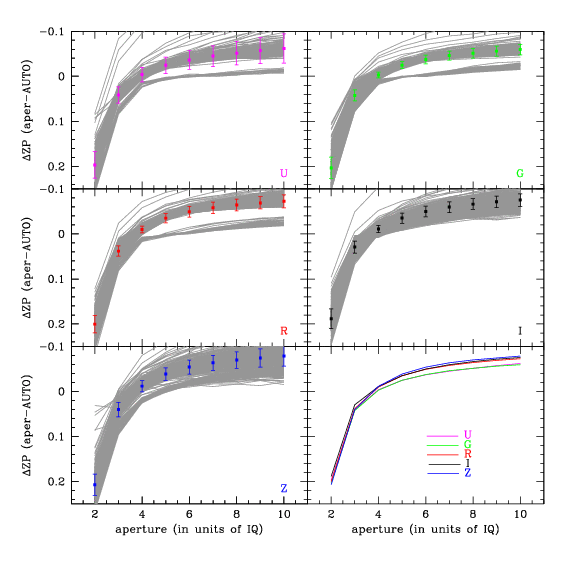 −0.1
0
0.1
0.2
ΔZP (aper−AUTO)
U
G
−0.1
0
0.1
0.2
ΔZP (aper−AUTO)
R
I
−0.1
0
0.1
0.2
ΔZP (aper−AUTO)
Z
U
G
R
I
Z
2 4 6 8 10
2 4 6 8 10
aperture (in units of IQ)
aperture (in units of IQ)